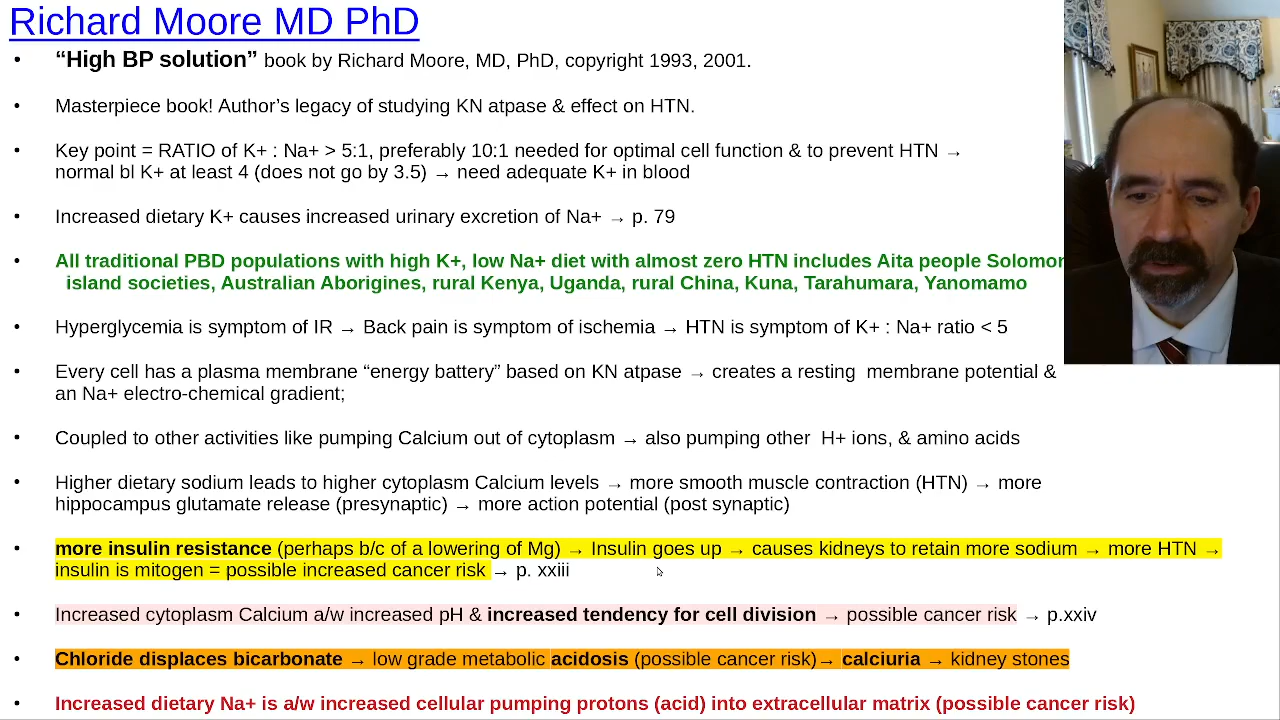 Richard Moore MD PhD
• “High BP solution” book by Richard Moore, MD, PhD, copyright 1993, 2001.
• Masterpiece book! Author’s legacy of studying KN atpase & effect on HTN.
• Key point = RATIO of K+ : Na+ > 5:1, preferably 10:1 needed for optimal cell function & to prevent HTN →
normal bl K+ at least 4 (does not go by 3.5) → need adequate K+ in blood
• Increased dietary K+ causes increased urinary excretion of Na+ → p. 79
• All traditional PBD populations with high K+, low Na+ diet with almost zero HTN includes Aita people Solomon
island societies, Australian Aborigines, rural Kenya, Uganda, rural China, Kuna, Tarahumara, Yanomamo
• Hyperglycemia is symptom of IR → Back pain is symptom of ischemia → HTN is symptom of K+ : Na+ ratio < 5
• Every cell has a plasma membrane “energy battery” based on KN atpase → creates a resting membrane potential &
an Na+ electro-chemical gradient;
• Coupled to other activities like pumping Calcium out of cytoplasm → also pumping other H+ ions, & amino acids
• Higher dietary sodium leads to higher cytoplasm Calcium levels → more smooth muscle contraction (HTN) → more
hippocampus glutamate release (presynaptic) → more action potential (post synaptic)
• more insulin resistance (perhaps b/c of a lowering of Mg) → Insulin goes up → causes kidneys to retain more sodium → more HTN →
insulin is mitogen = possible increased cancer risk → p. xxiii
• Increased cytoplasm Calcium a/w increased pH & increased tendency for cell division → possible cancer risk → p.xxiv
• Chloride displaces bicarbonate → low grade metabolic acidosis (possible cancer risk)→ calciuria → kidney stones
• Increased dietary Na+ is a/w increased cellular pumping protons (acid) into extracellular matrix (possible cancer risk)